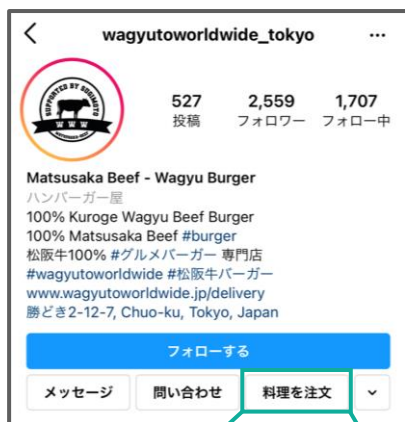 wagyutoworldwide_tokyo
SUPPORTED BY SUGIMOTO
W W W
MATSUSAKA-BEEF
527 2,559 1,707
投稿 フォロワー フォロー中
Matsusaka Beef - Wagyu Burger
ハンバーガー屋
100% Kuroge Wagyu Beef Burger
100% Matsusaka Beef #burger
松阪牛100% #グルメバーガー 専門店
#wagyutoworldwide #松阪牛バーガー
www.wagyutoworldwide.jp/delivery
勝どき2-12-7, Chuo-ku, Tokyo, Japan
フォローする
メッセージ 問い合わせ 料理を注文